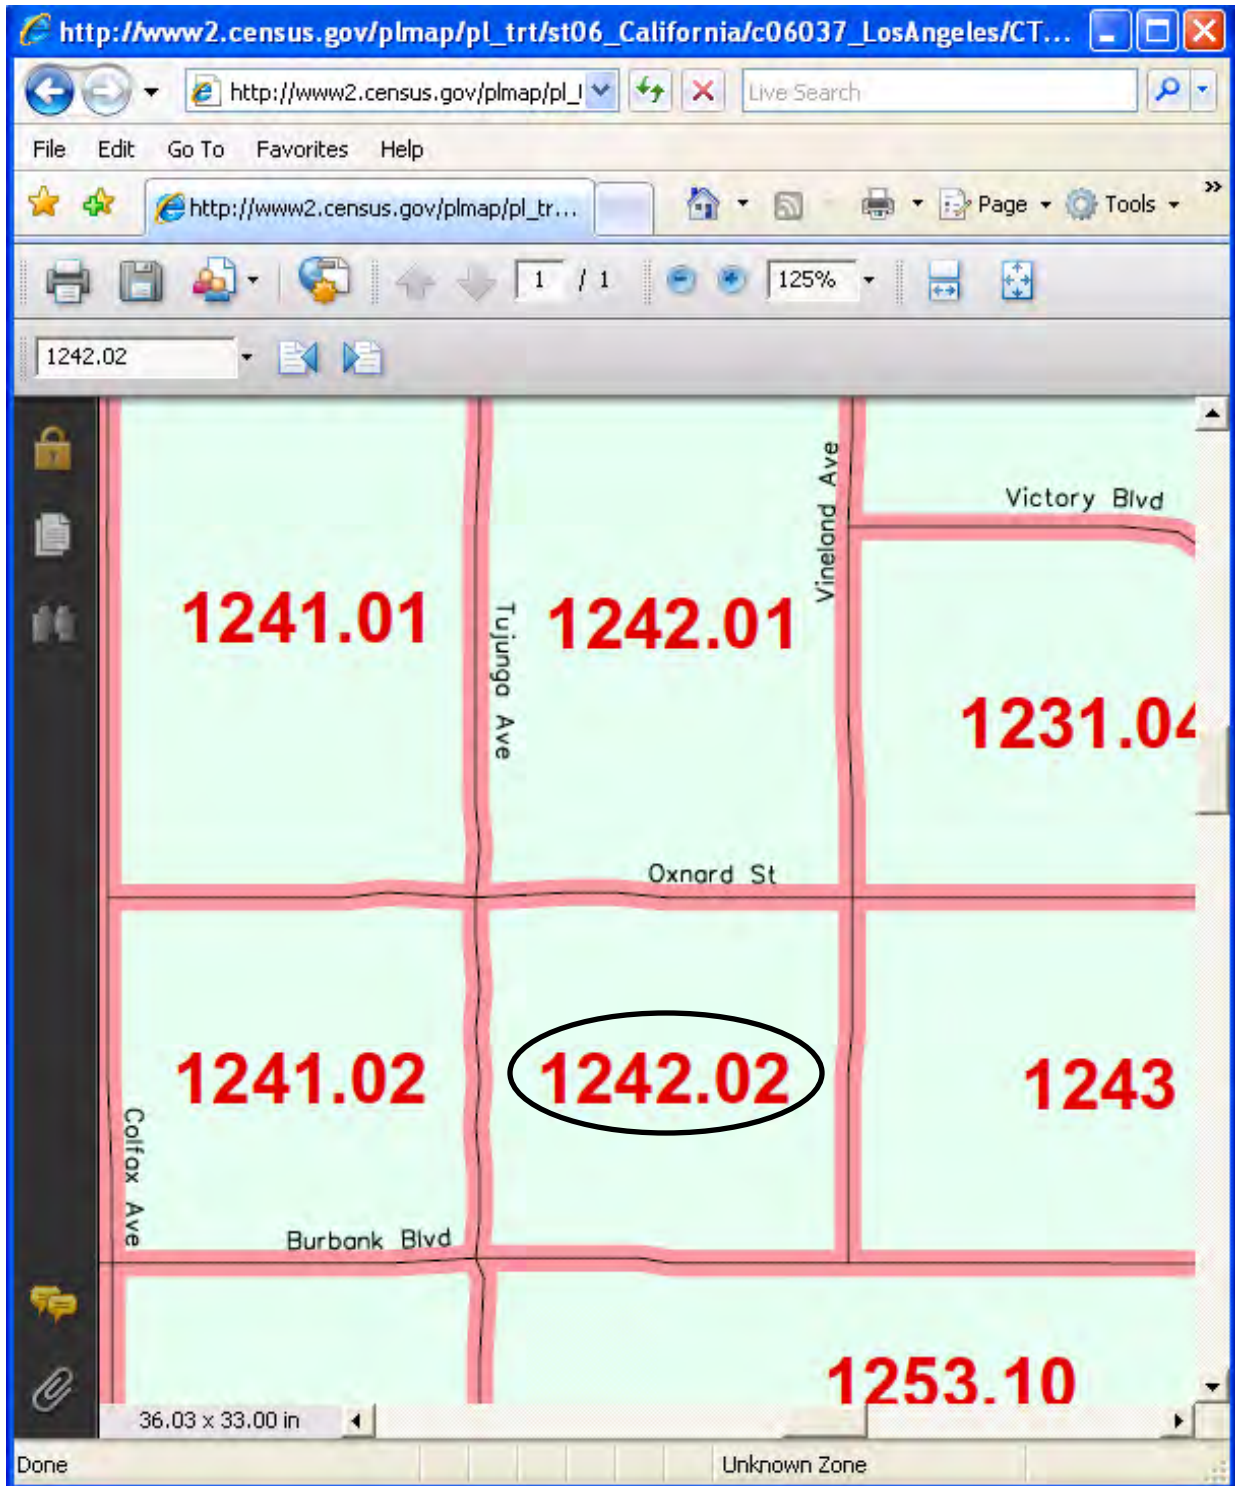 http://www2.census.gov/plmap/pl_trt/st06_California/c06037_LosAngeles/CT...
http://www2.census.gov/plmap/pl_l
Live Search
File Edit Go To Favorites Help
http://www2.census.gov/plmap/pl_tr...
Page Tools »
1 / 1 125%
1242.02
Vineland Ave
Victory Blvd
1241.01
Tujunga Ave
1242.01
1231.04
Oxnard St
1241.02
1242.02
1243
Colfax Ave
Burbank Blvd
1253.10
36.03 x 33.00 in
Done
Unknown Zone